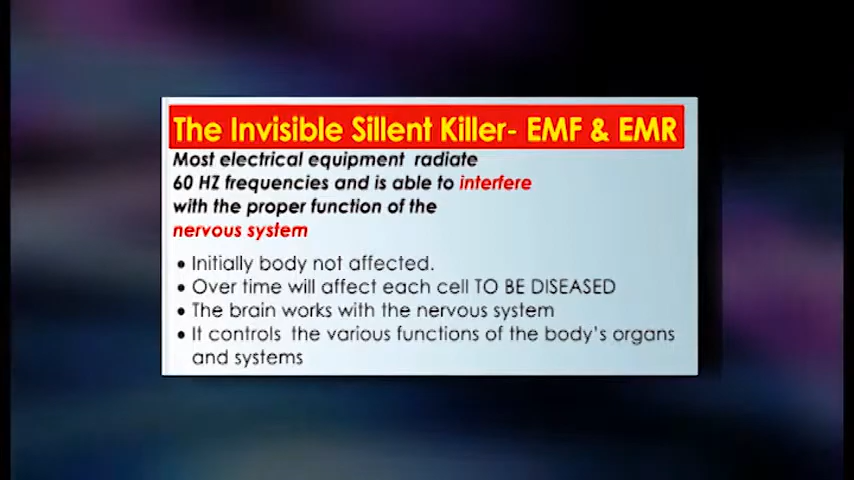 The Invisible Sillent Killer- EMF & EMR
Most electrical equipment radiate
60 HZ frequencies and is able to interfere
with the proper function of the
nervous system
• Initially body not affected.
• Over time will affect each cell TO BE DISEASED
• The brain works with the nervous system
• It controls the various functions of the body's organs
and systems